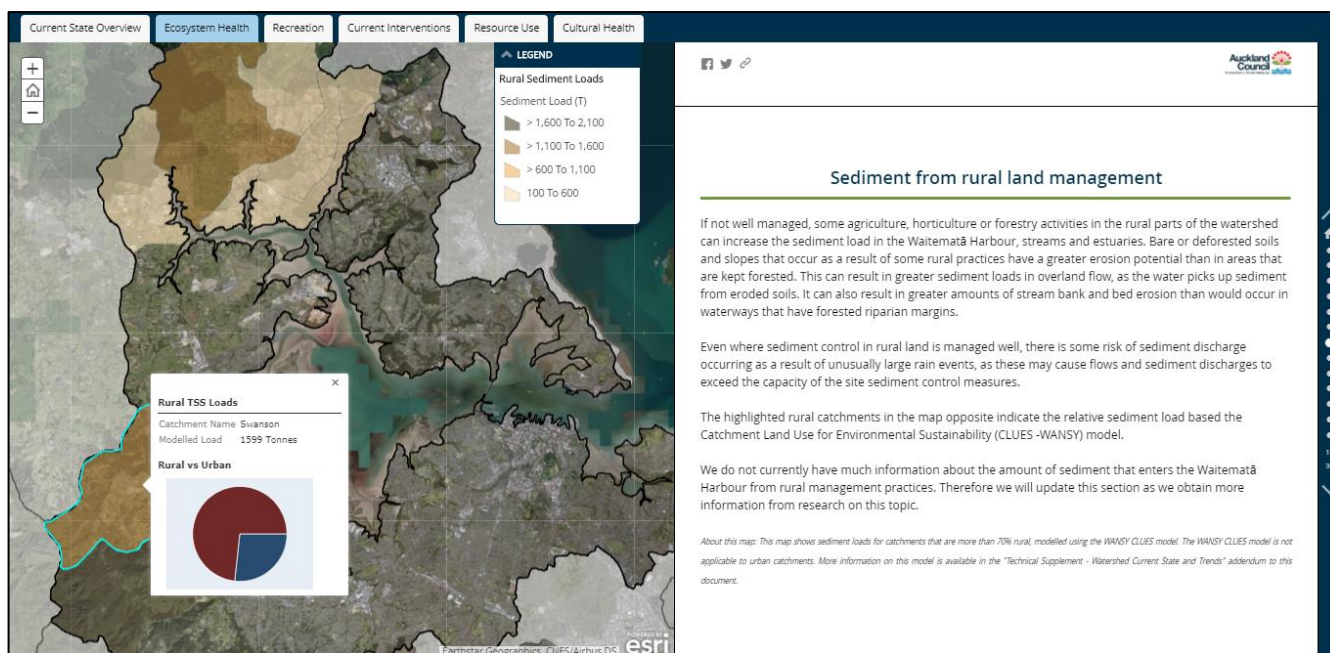 Current State Overview
Ecosystem Health
Recreation
Current Interventions
Resource Use
Cultural Health
LEGEND
Rural Sediment Loads
Sediment Load (T)
> 1,600 To 2,100
> 1,100 To 1,600
> 600 To 1,100
100 To 600
Rural TSS Loads
Catchment Name Swanson
Modelled Load 1599 Tonnes
Rural vs Urban
POWERED BY
esri
Earthstar Geographics, CNES/Airbus DS
Auckland
Council
Sediment from rural land management
If not well managed, some agriculture, horticulture or forestry activities in the rural parts of the watershed
can increase the sediment load in the Waitematā Harbour, streams and estuaries. Bare or deforested soils
and slopes that occur as a result of some rural practices have a greater erosion potential than in areas that
are kept forested. This can result in greater sediment loads in overland flow, as the water picks up sediment
from eroded soils. It can also result in greater amounts of stream bank and bed erosion than would occur in
waterways that have forested riparian margins.
Even where sediment control in rural land is managed well, there is some risk of sediment discharge
occurring as a result of unusually large rain events, as these may cause flows and sediment discharges to
exceed the capacity of the site sediment control measures.
The highlighted rural catchments in the map opposite indicate the relative sediment load based the
Catchment Land Use for Environmental Sustainability (CLUES -WANSY) model.
We do not currently have much information about the amount of sediment that enters the Waitematā
Harbour from rural management practices. Therefore we will update this section as we obtain more
information from research on this topic.
About this map: This map shows sediment loads for catchments that are more than 70% rural, modelled using the WANSY CLUES model. The WANSY CLUES model is not
applicable to urban catchments. More information on this model is available in the "Technical Supplement - Watershed Current State and Trends" addendum to this
document.